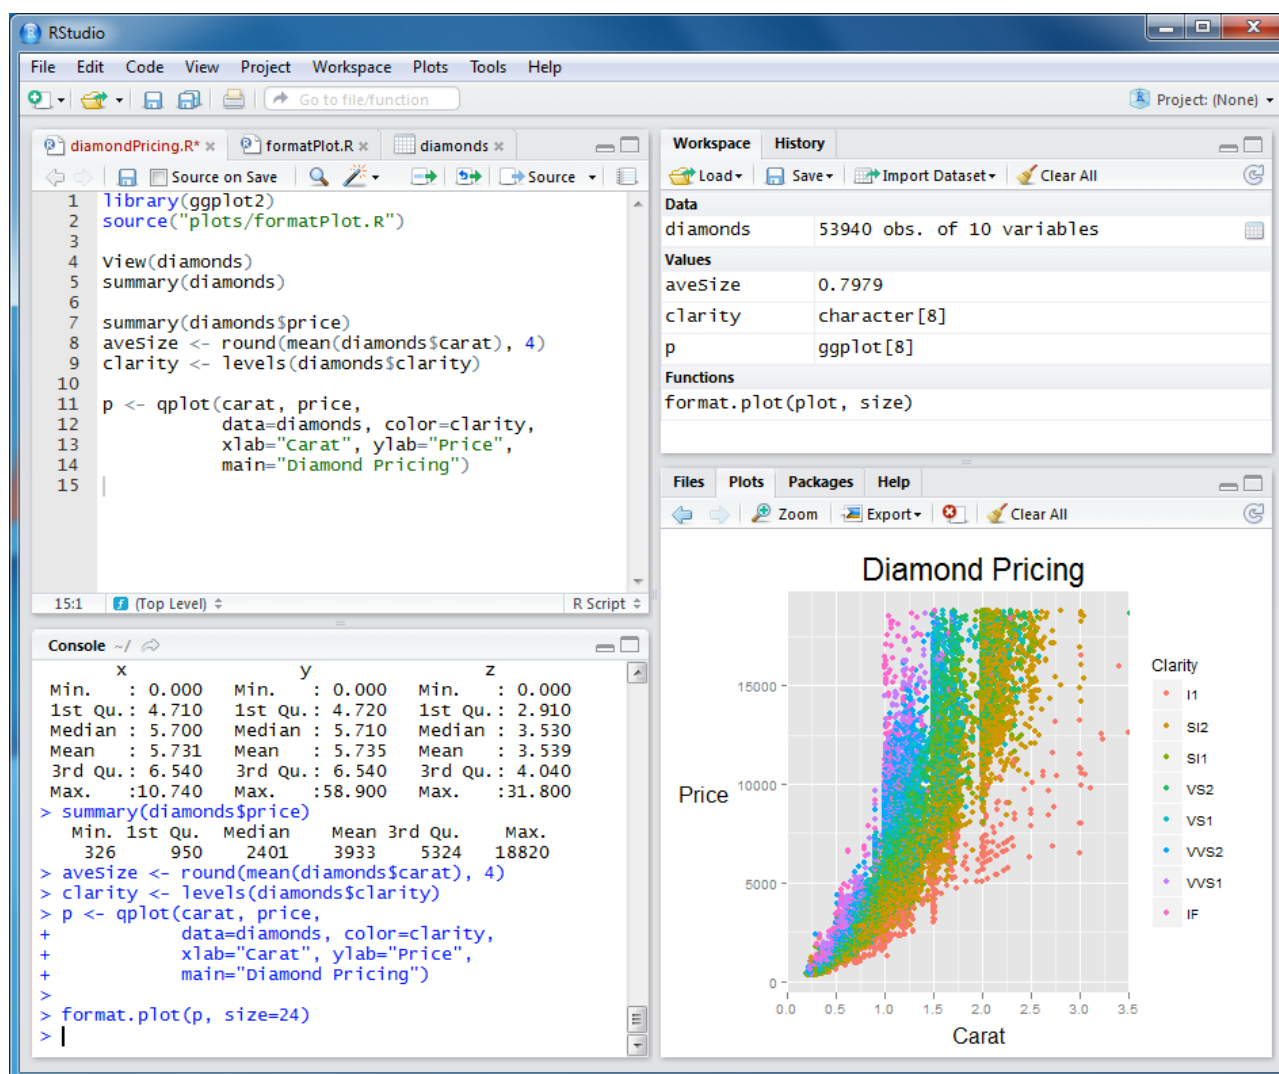 RStudio
File Edit Code View Project Workspace Plots Tools Help
Go to file/function
Project: (None)
diamondPricing.R* formatPlot.R diamonds
Source on Save Source
1 library(ggplot2)
2 source("plots/formatPlot.R")
3
4 View(diamonds)
5 summary(diamonds)
6
7 summary(diamonds$price)
8 aveSize <- round(mean(diamonds$carat), 4)
9 clarity <- levels(diamonds$clarity)
10
11 p <- qplot(carat, price,
12 data=diamonds, color=clarity,
13 xlab="Carat", ylab="Price",
14 main="Diamond Pricing")
15
15:1 (Top Level) R Script
Console ~/
x y z
Min. : 0.000 Min. : 0.000 Min. : 0.000
1st Qu.: 4.710 1st Qu.: 4.720 1st Qu.: 2.910
Median : 5.700 Median : 5.710 Median : 3.530
Mean : 5.731 Mean : 5.735 Mean : 3.539
3rd Qu.: 6.540 3rd Qu.: 6.540 3rd Qu.: 4.040
Max. :10.740 Max. :58.900 Max. :31.800
> summary(diamonds$price)
Min. 1st Qu. Median Mean 3rd Qu. Max.
326 950 2401 3933 5324 18820
> aveSize <- round(mean(diamonds$carat), 4)
> clarity <- levels(diamonds$clarity)
> p <- qplot(carat, price,
+ data=diamonds, color=clarity,
+ xlab="Carat", ylab="Price",
+ main="Diamond Pricing")
>
> format.plot(p, size=24)
>
Workspace History
Load Save Import Dataset Clear All
Data
diamonds 53940 obs. of 10 variables
Values
aveSize 0.7979
clarity character[8]
p ggplot[8]
Functions
format.plot(plot, size)
Files Plots Packages Help
Zoom Export Clear All
Diamond Pricing
Price
15000
10000
5000
0
0.0 0.5 1.0 1.5 2.0 2.5 3.0 3.5
Carat
Clarity
I1
SI2
SI1
VS2
VS1
VVS2
VVS1
IF